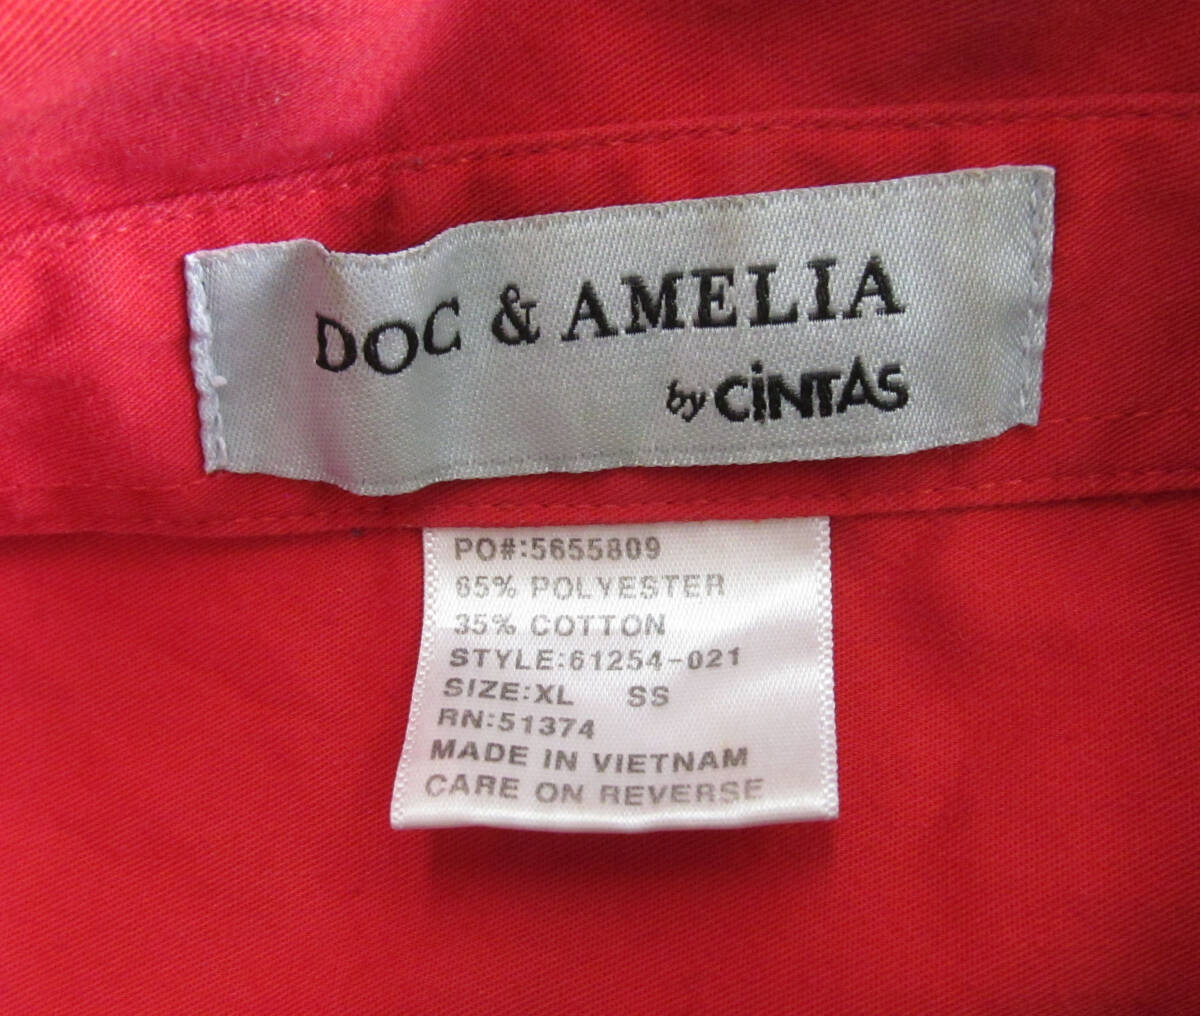 DOC & AMELIA
by CiNTAS
PO#:5655809
65% POLYESTER
35% COTTON
STYLE:61254-021
SIZE:XL SS
RN:51374
MADE IN VIETNAM
CARE ON REVERSE